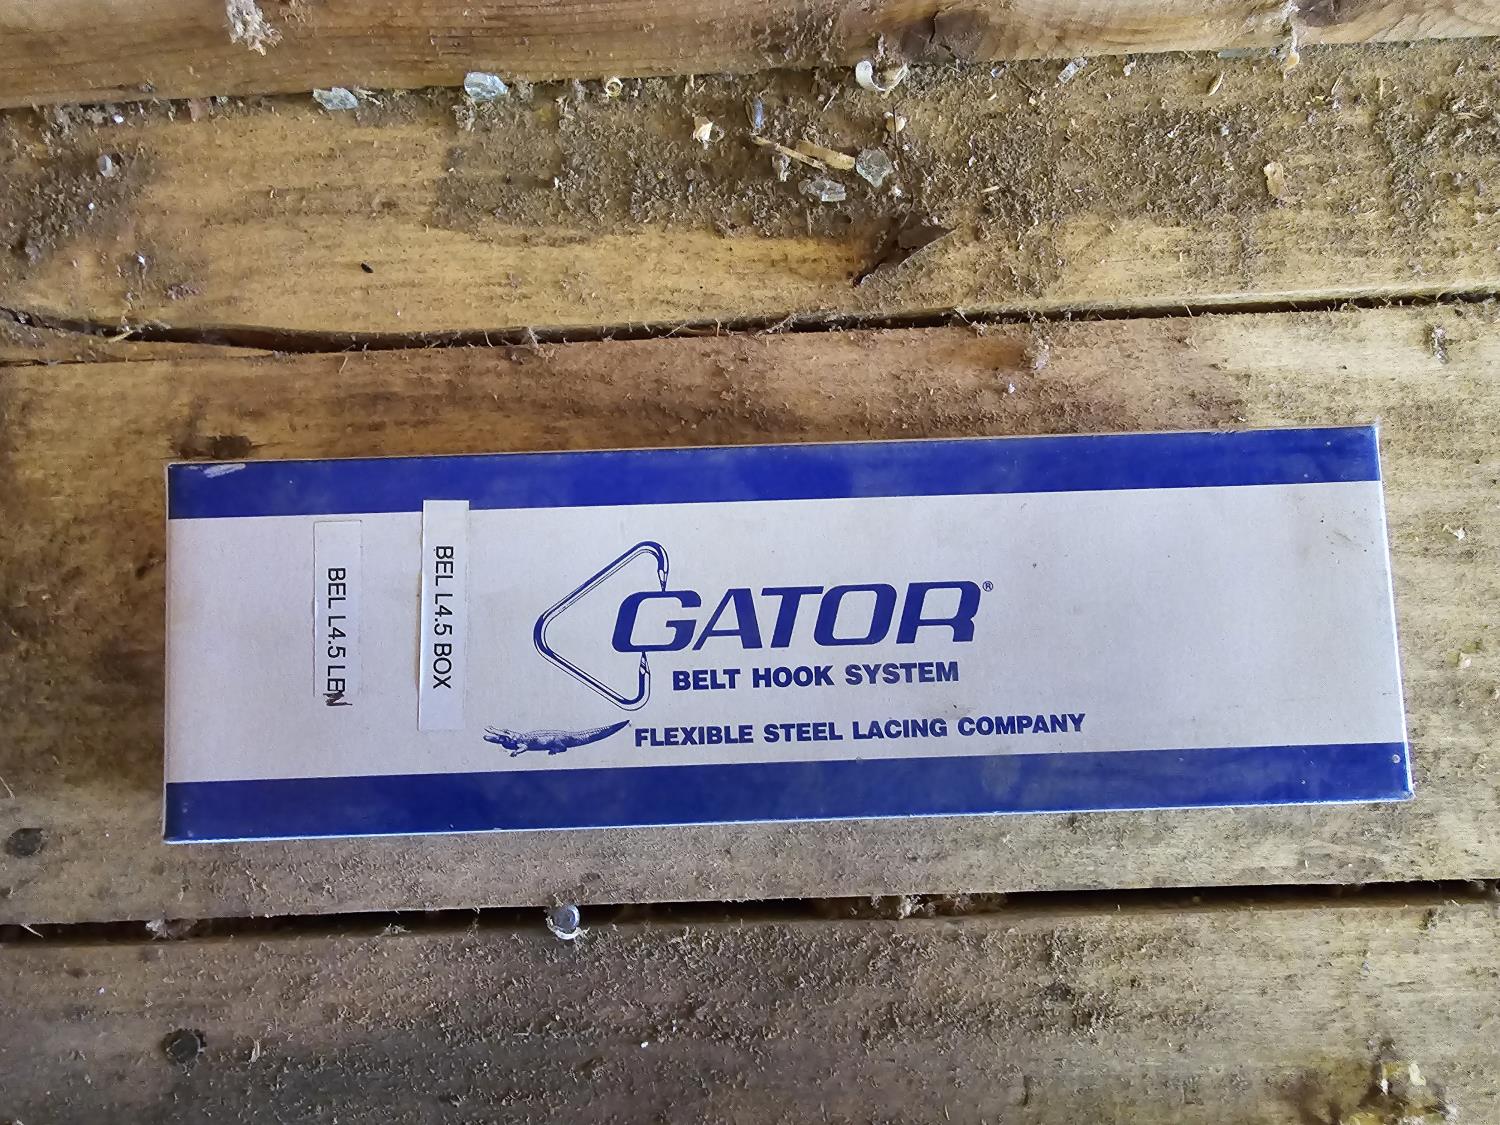 BEL L4.5 LEN
BEL L4.5 BOX
GATOR®
BELT HOOK SYSTEM
FLEXIBLE STEEL LACING COMPANY